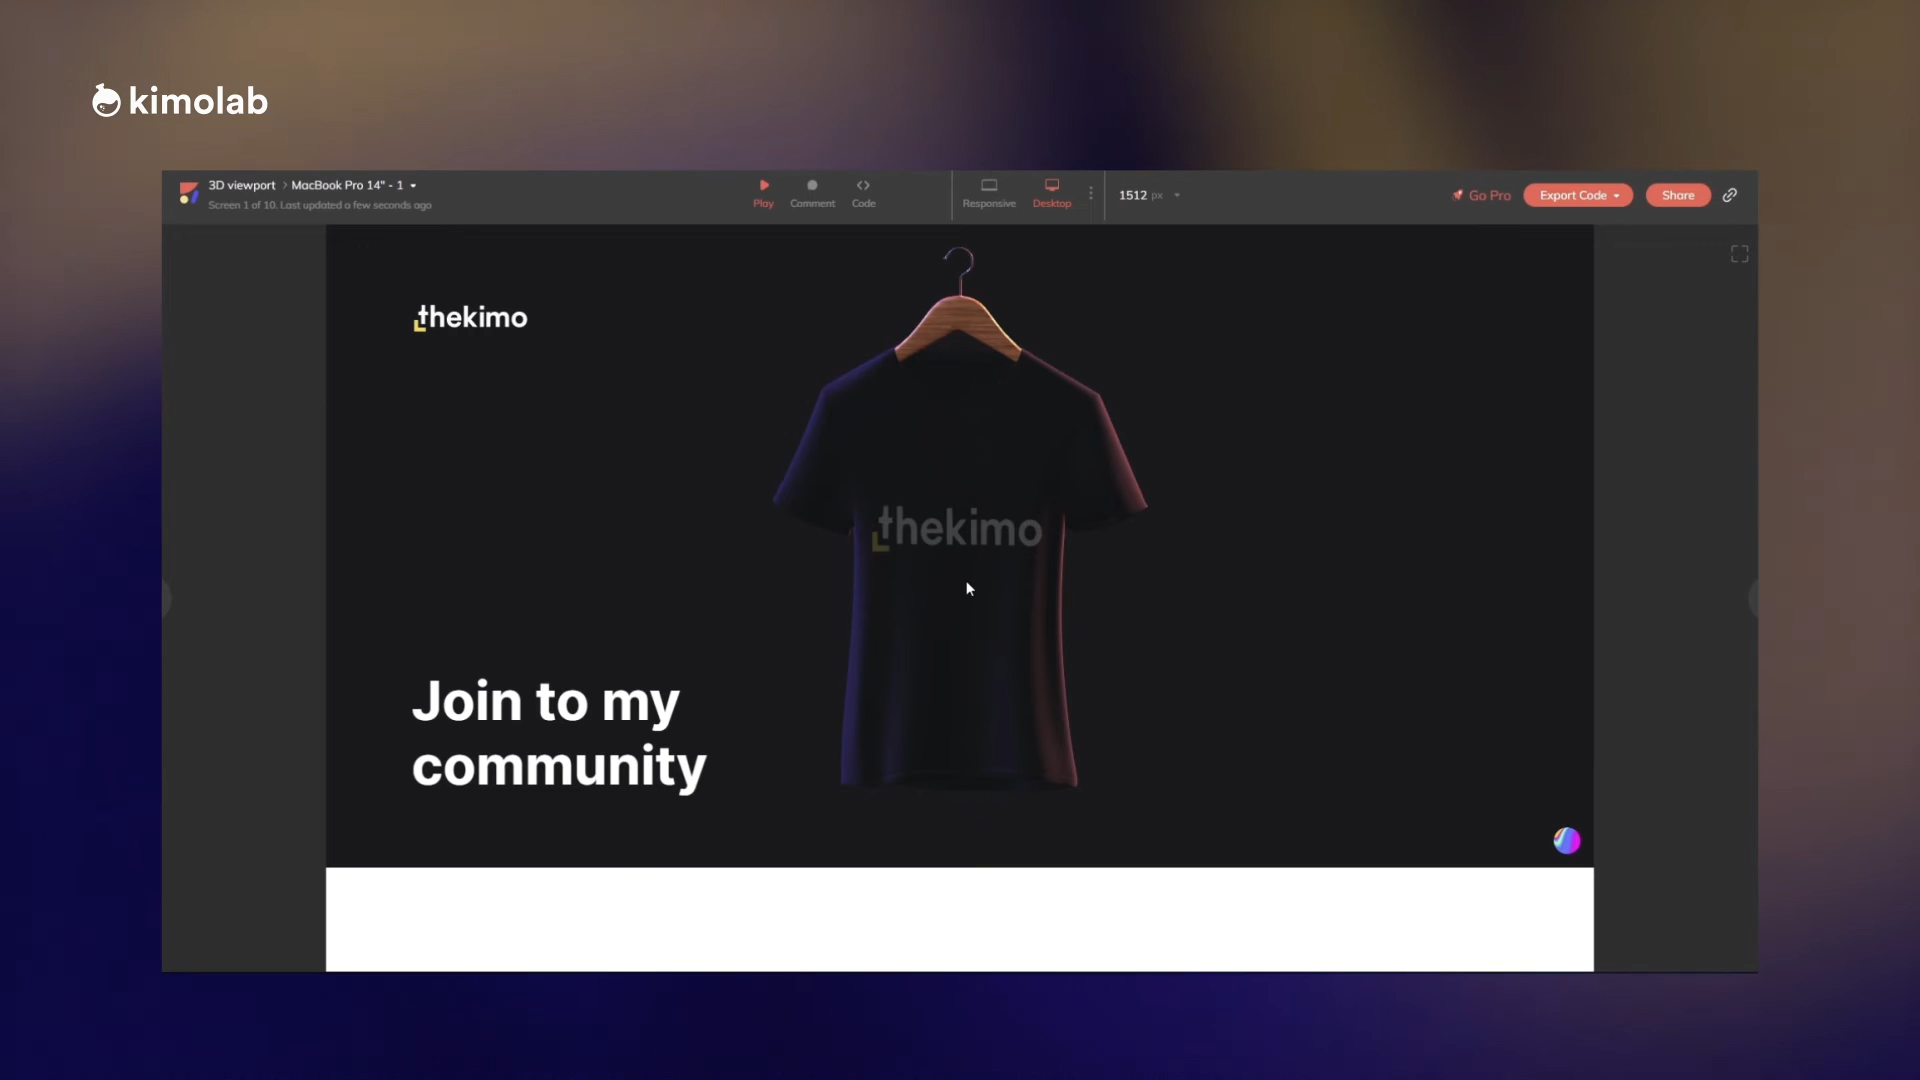 kimolab
3D viewport > MacBook Pro 14" - 1
Screen 1 of 10. Last updated a few seconds ago
Play
Comment
Code
Responsive
Desktop
1512 px
Go Pro
Export Code
Share
thekimo
thekimo
Join to my
community